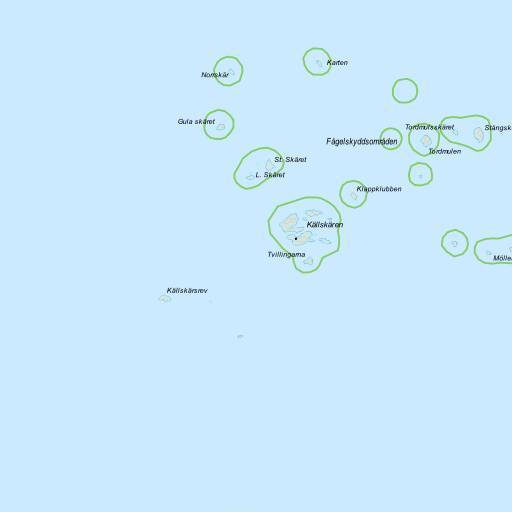 Karten
Norrskär
Gula skäret
Tordmulsskäret
Stångsk
Fågelskyddsområden
Tordmulen
St. Skäret
L. Skäret
Klappklubben
Källskären
Tvillingarna
Mölle
Källskärsrev